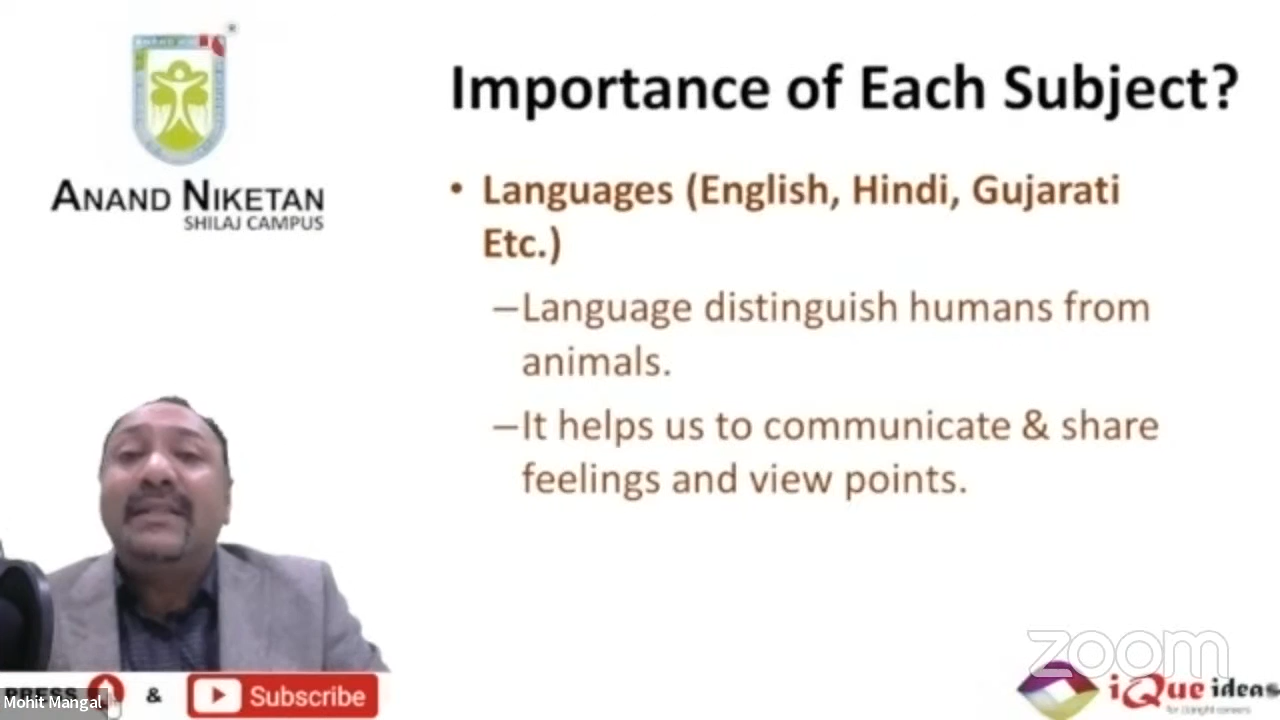 ANAND NIKETAN
SHILAJ CAMPUS
Importance of Each Subject?
• Languages (English, Hindi, Gujarati
Etc.)
–Language distinguish humans from
animals.
–It helps us to communicate & share
feelings and view points.
zoom
PRESS & Subscribe
Mohit Mangal
iQue ideas